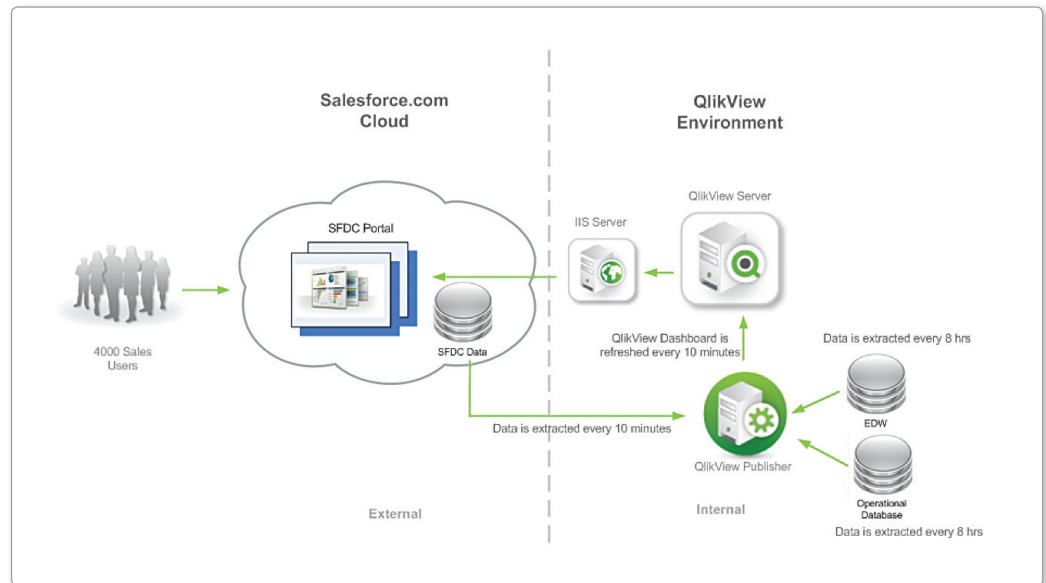 Salesforce.com
Cloud
QlikView
Environment
QlikView Server
IIS Server
SFDC Portal
SFDC Data
4000 Sales
Users
QlikView Dashboard is
refreshed every 10 minutes
Data is extracted every 8 hrs
EDW
Data is extracted every 10 minutes
QlikView Publisher
Operational
Database
Data is extracted every 8 hrs
External
Internal